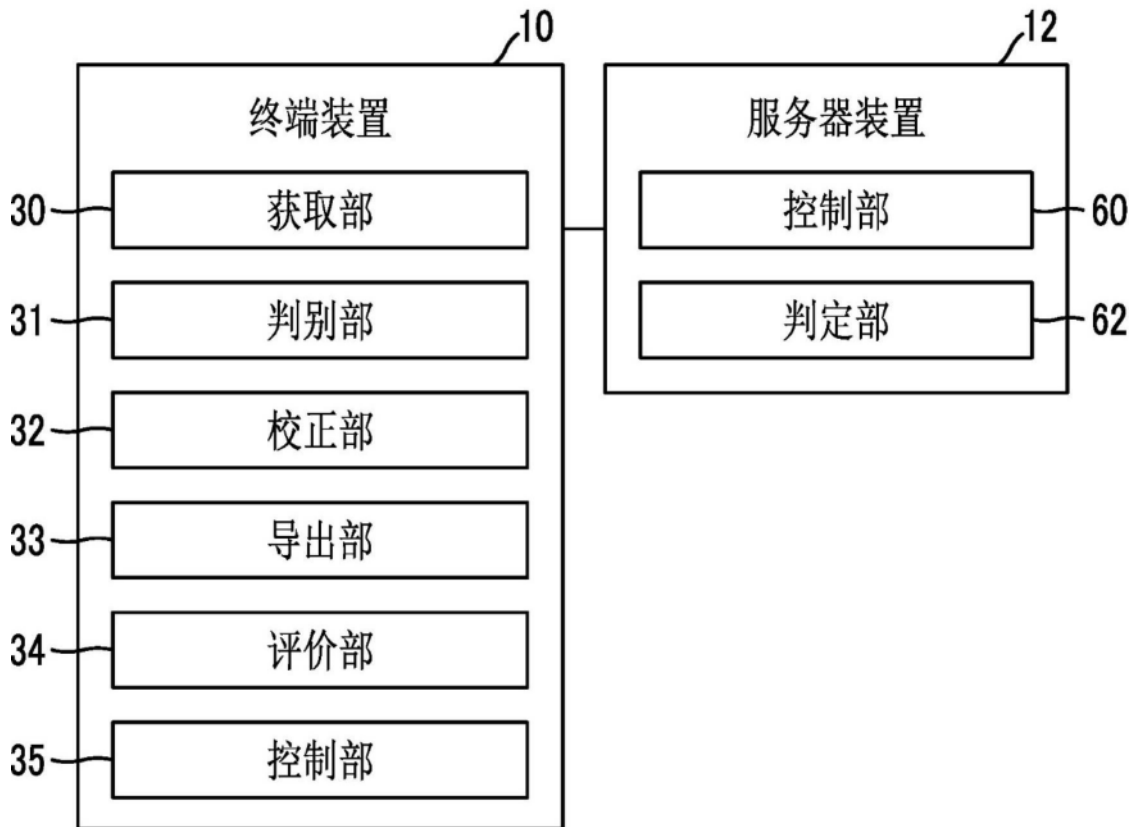 10
终端装置
30
获取部
31
判别部
32
校正部
33
导出部
34
评价部
35
控制部
12
服务器装置
控制部
60
判定部
62